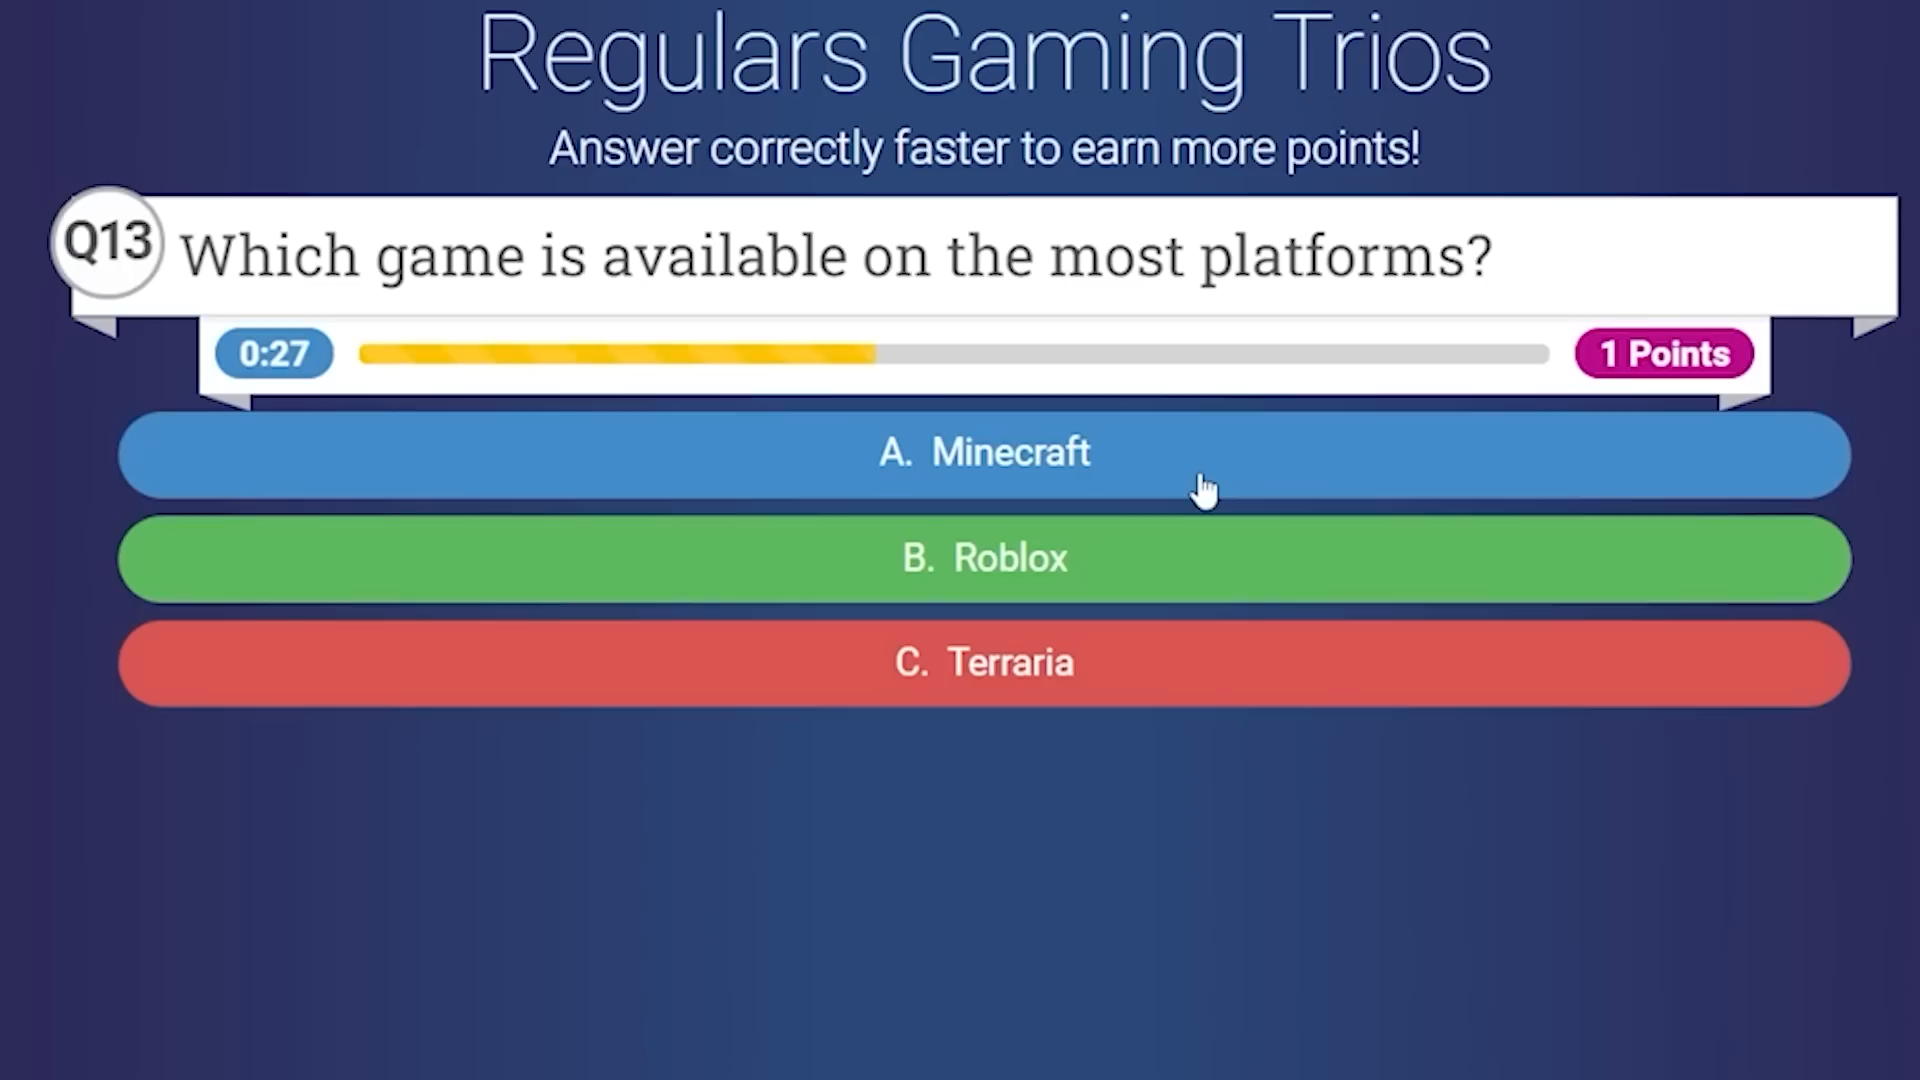 Regulars Gaming Trios
Answer correctly faster to earn more points!
Q13 Which game is available on the most platforms?
0:27 1 Points
A. Minecraft
B. Roblox
C. Terraria